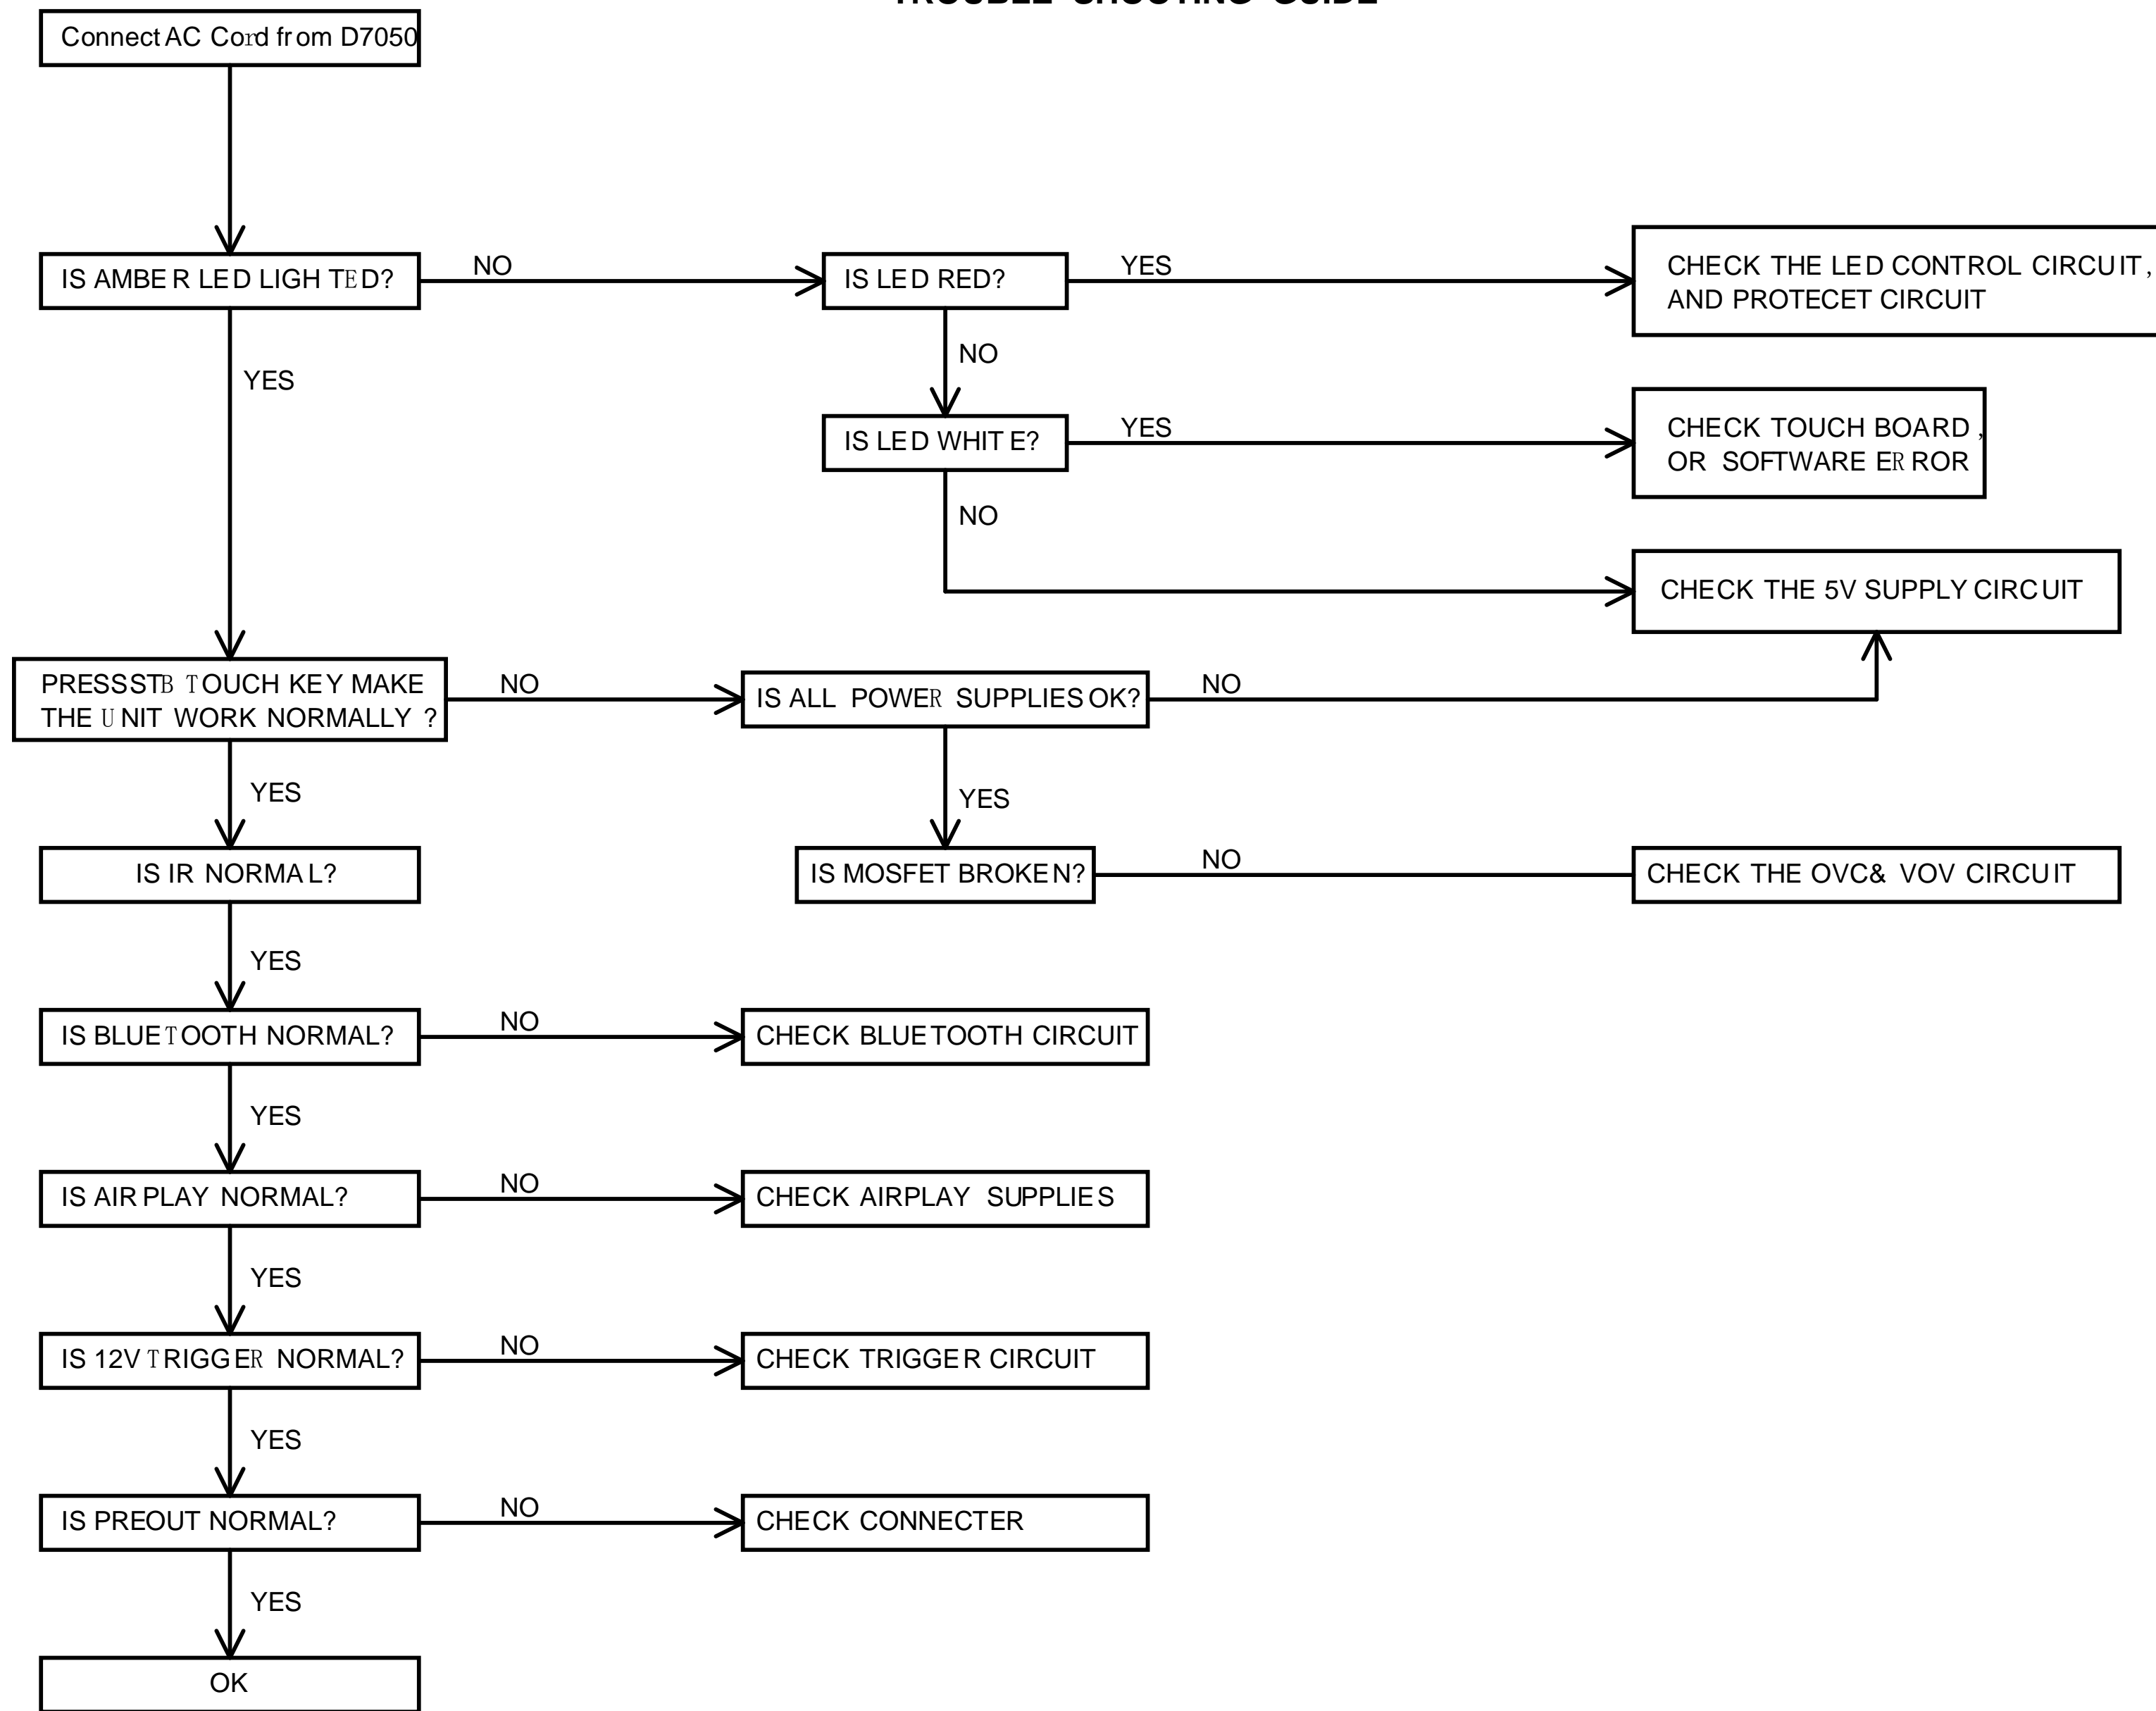 TROUBLE SHOOTING GUIDE
Connect AC Cord from D7050
IS AMBER LED LIGHTED?
NO
IS LED RED?
YES
CHECK THE LED CONTROL CIRCUIT,
AND PROTECET CIRCUIT
NO
YES
IS LED WHITE?
YES
CHECK TOUCH BOARD,
OR SOFTWARE ERROR
NO
CHECK THE 5V SUPPLY CIRCUIT
PRESSSTB TOUCH KEY MAKE
THE UNIT WORK NORMALLY ?
NO
IS ALL POWER SUPPLIES OK?
NO
YES
YES
IS IR NORMAL?
IS MOSFET BROKEN?
NO
CHECK THE OVC& VOV CIRCUIT
YES
IS BLUETOOTH NORMAL?
NO
CHECK BLUETOOTH CIRCUIT
YES
IS AIRPLAY NORMAL?
NO
CHECK AIRPLAY SUPPLIES
YES
IS 12V TRIGGER NORMAL?
NO
CHECK TRIGGER CIRCUIT
YES
IS PREOUT NORMAL?
NO
CHECK CONNECTER
YES
OK